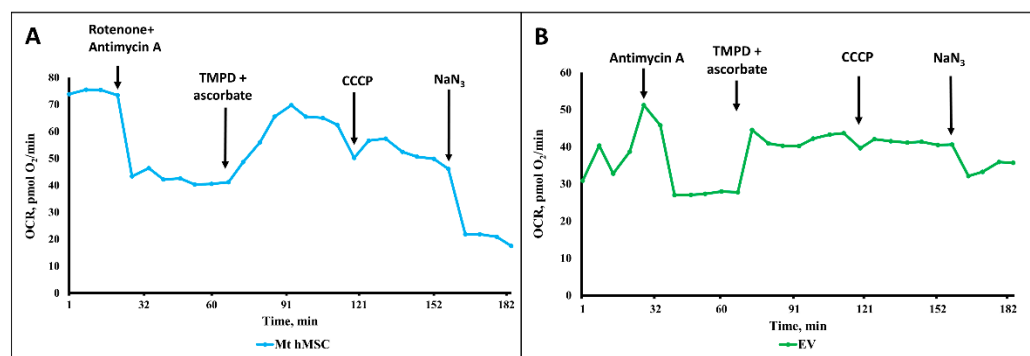 A
Rotenone+
Antimycin A
TMPD +
ascorbate
CCCP
NaN₃
OCR, pmol O₂/min
80
70
60
50
40
30
20
10
0
1 32 60 91 121 152 182
Time, min
Mt hMSC
B
Antimycin A
TMPD +
ascorbate
CCCP
NaN₃
OCR, pmol O₂/min
60
50
40
30
20
10
0
1 32 60 91 121 152 182
Time, min
EV